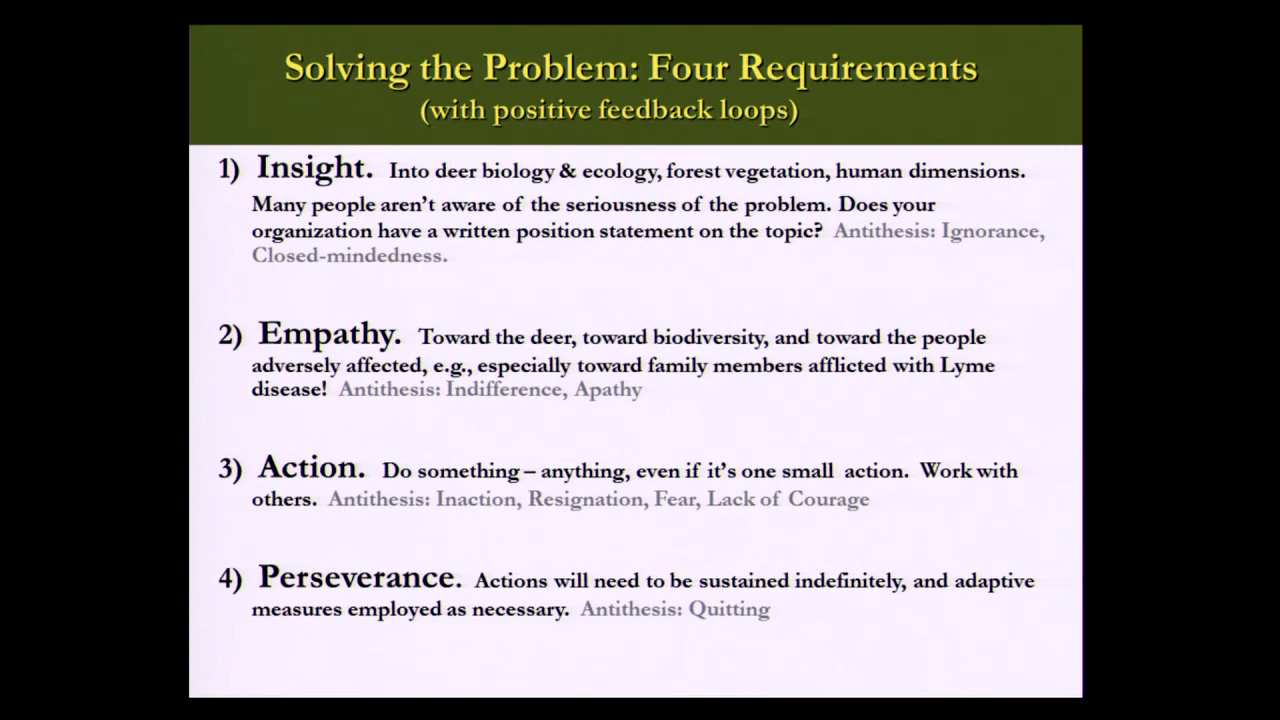 Solving the Problem: Four Requirements
(with positive feedback loops)
1) Insight. Into deer biology & ecology, forest vegetation, human dimensions.
Many people aren't aware of the seriousness of the problem. Does your
organization have a written position statement on the topic? Antithesis: Ignorance,
Closed-mindedness.
2) Empathy. Toward the deer, toward biodiversity, and toward the people
adversely affected, e.g., especially toward family members afflicted with Lyme
disease! Antithesis: Indifference, Apathy
3) Action. Do something – anything, even if it's one small action. Work with
others. Antithesis: Inaction, Resignation, Fear, Lack of Courage
4) Perseverance. Actions will need to be sustained indefinitely, and adaptive
measures employed as necessary. Antithesis: Quitting